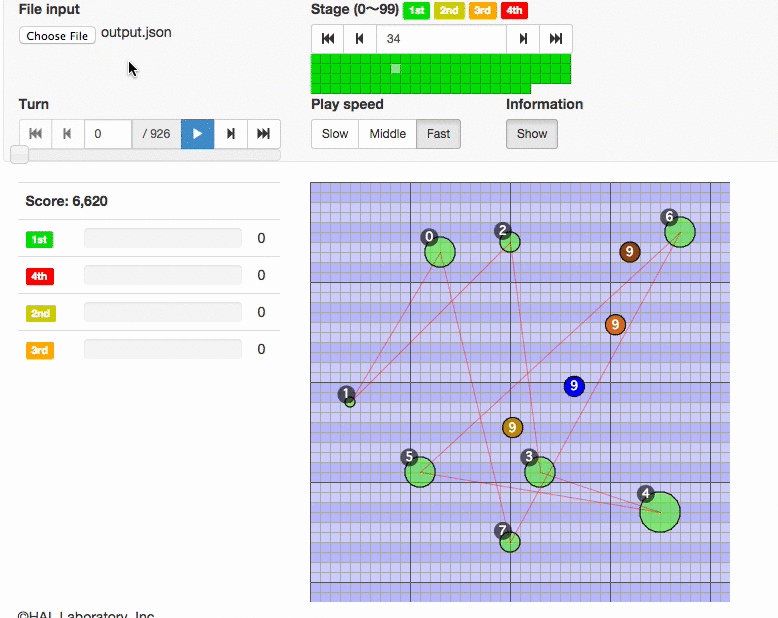 File input
Choose File output.json
Stage (0〜99) 1st 2nd 3rd 4th
34
Turn
0 / 926
Play speed
Slow Middle Fast
Information
Show
Score: 6,620
1st 0
4th 0
2nd 0
3rd 0
0
2
6
9
9
9
1
9
5
3
4
7
©HAL Laboratory, Inc.